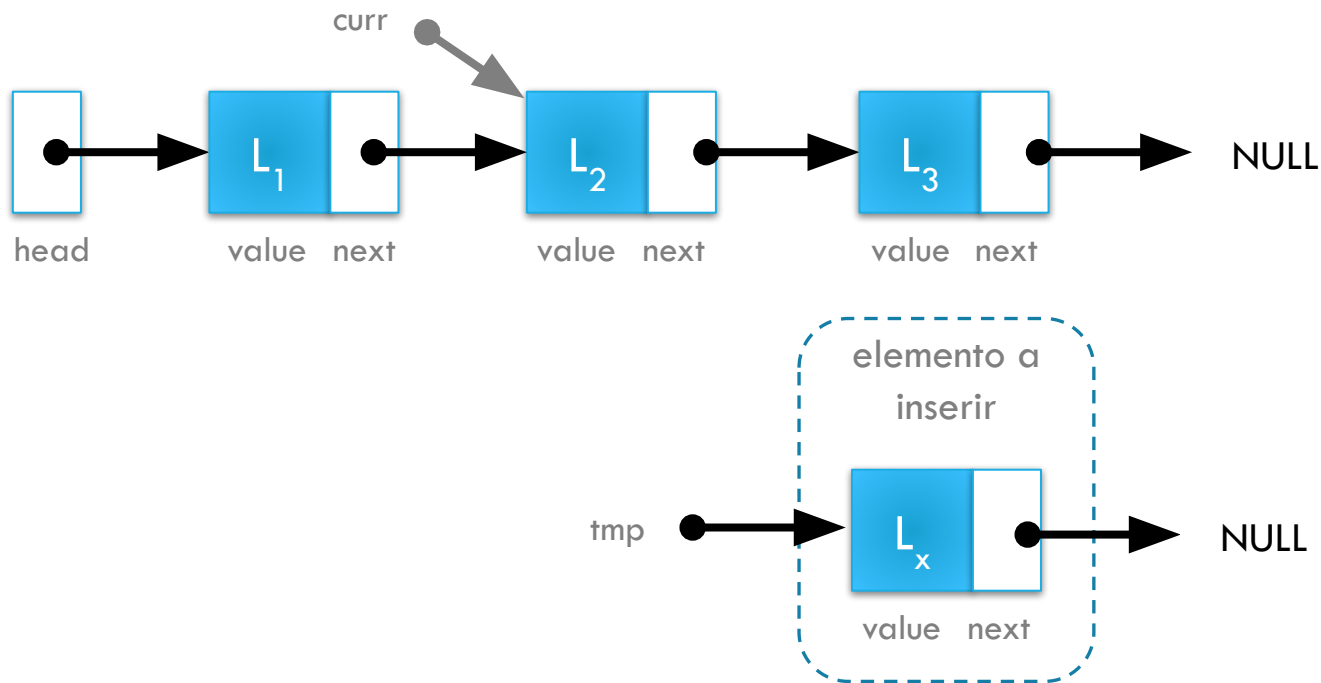 curr
L1 L2 L3 NULL
head value next value next value next
elemento a
inserir
tmp Lx NULL
value next